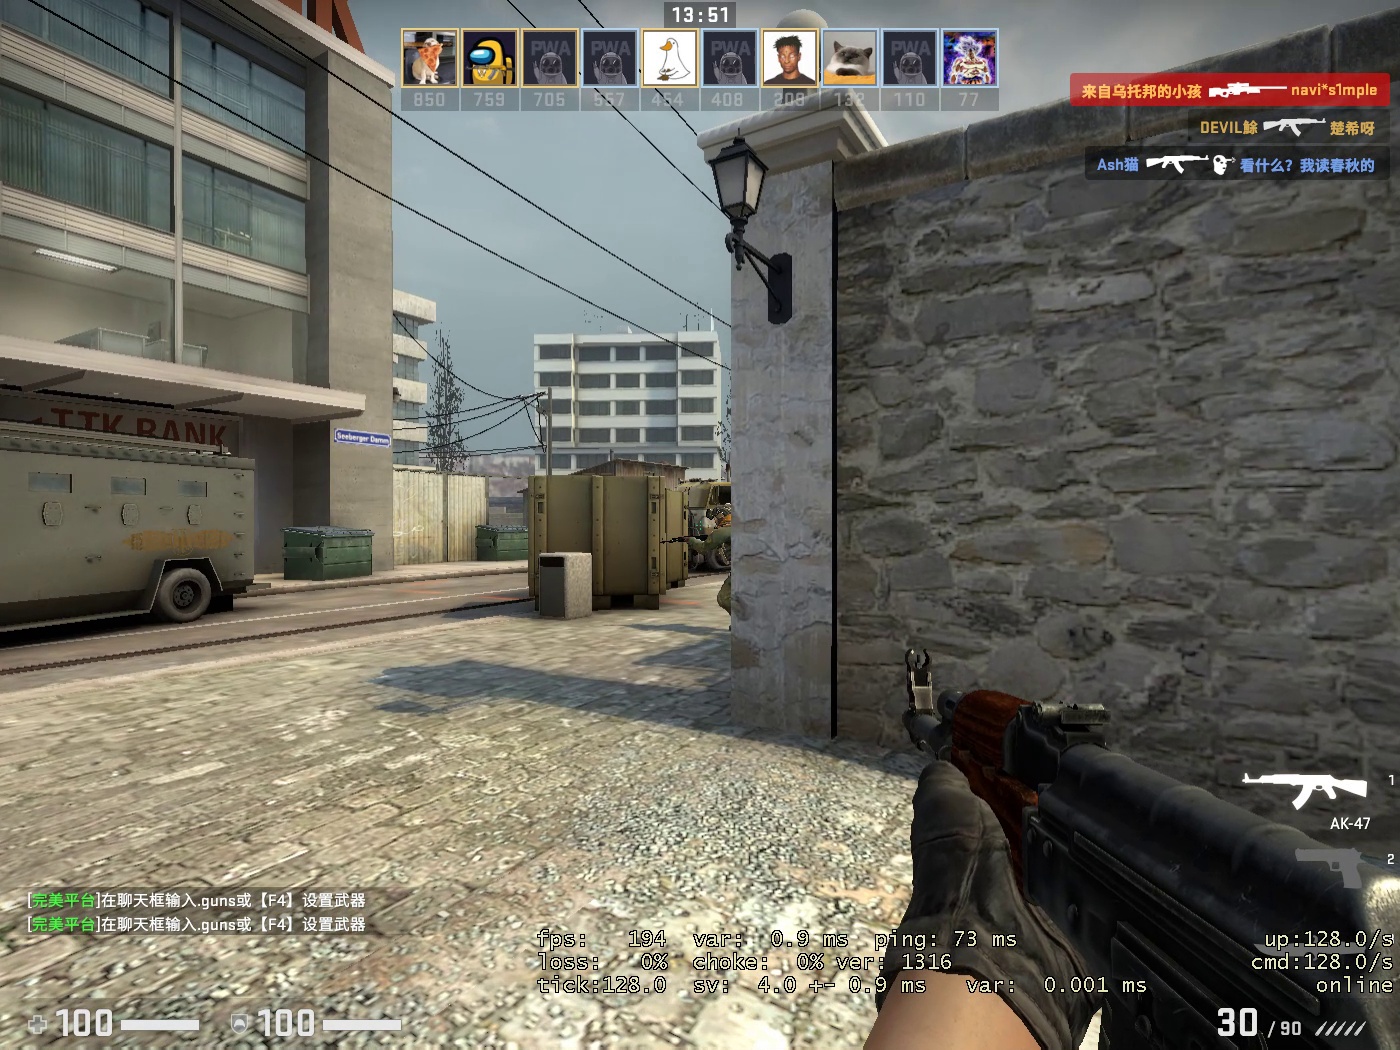 13:51
PWA PWA PWA PWA
850 759 705 557 454 408 208 132 110 77
来自乌托邦的小孩 navi*s1mple
DEVIL鮽 楚希呀
Ash猫 看什么? 我读春秋的
TTK BANK
Seeberger Damm
1
AK-47
2
[完美平台]在聊天框输入.guns或【F4】设置武器
[完美平台]在聊天框输入.guns或【F4】设置武器
fps: 194 var: 0.9 ms ping: 73 ms
loss: 0% choke: 0% ver: 1316
tick:128.0 sv: 4.0 +- 0.9 ms var: 0.001 ms
up:128.0/s
cmd:128.0/s
online
100 100
30 / 90